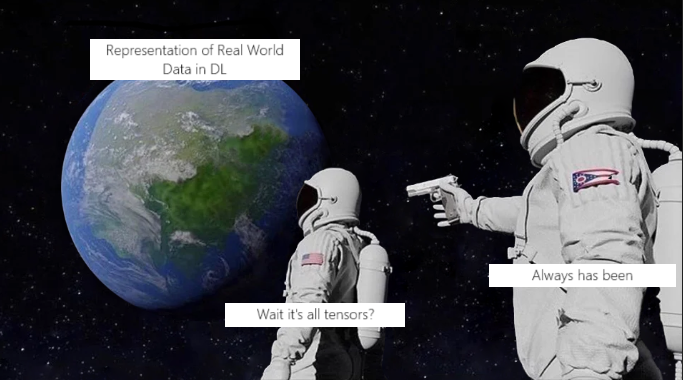 Representation of Real World
Data in DL
Wait it's all tensors?
Always has been